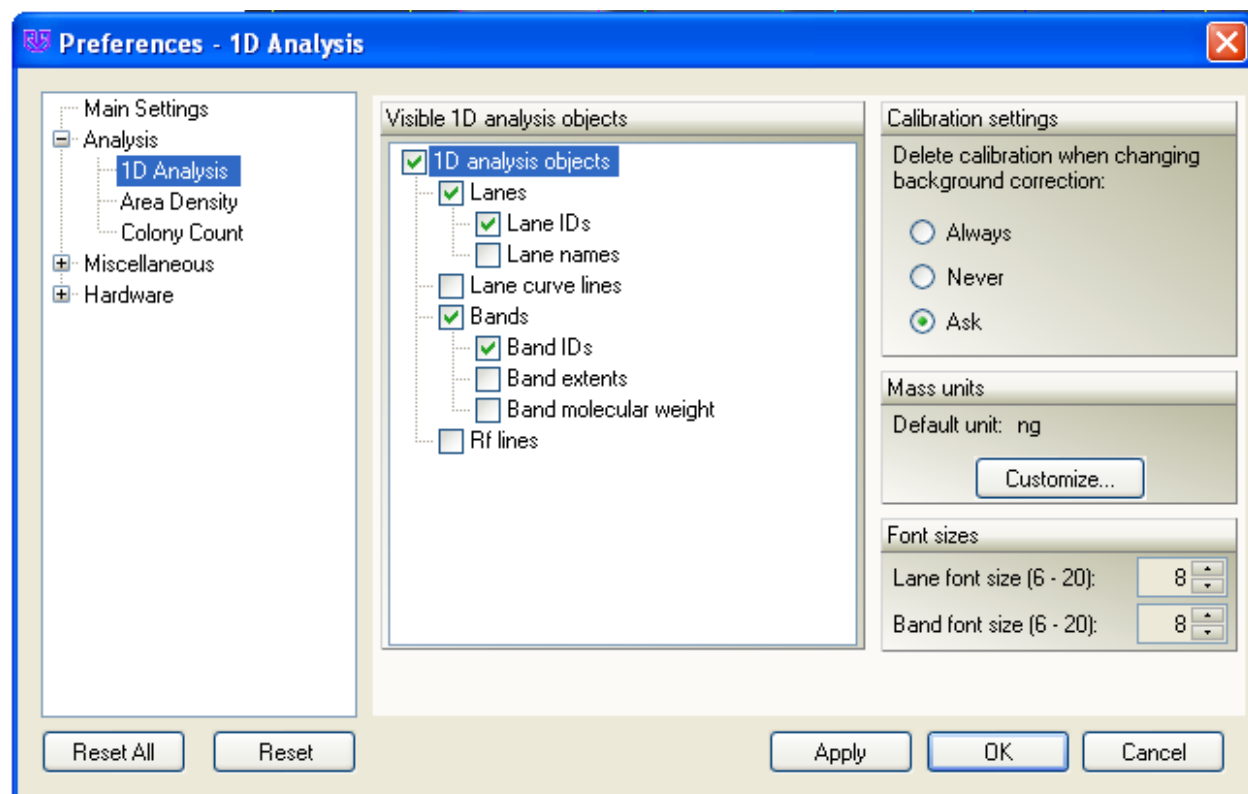 Preferences - 1D Analysis
Main Settings
Analysis
1D Analysis
Area Density
Colony Count
Miscellaneous
Hardware
Visible 1D analysis objects
1D analysis objects
Lanes
Lane IDs
Lane names
Lane curve lines
Bands
Band IDs
Band extents
Band molecular weight
Rf lines
Calibration settings
Delete calibration when changing
background correction:
Always
Never
Ask
Mass units
Default unit: ng
Customize...
Font sizes
Lane font size (6 - 20): 8
Band font size (6 - 20): 8
Reset All
Reset
Apply
OK
Cancel